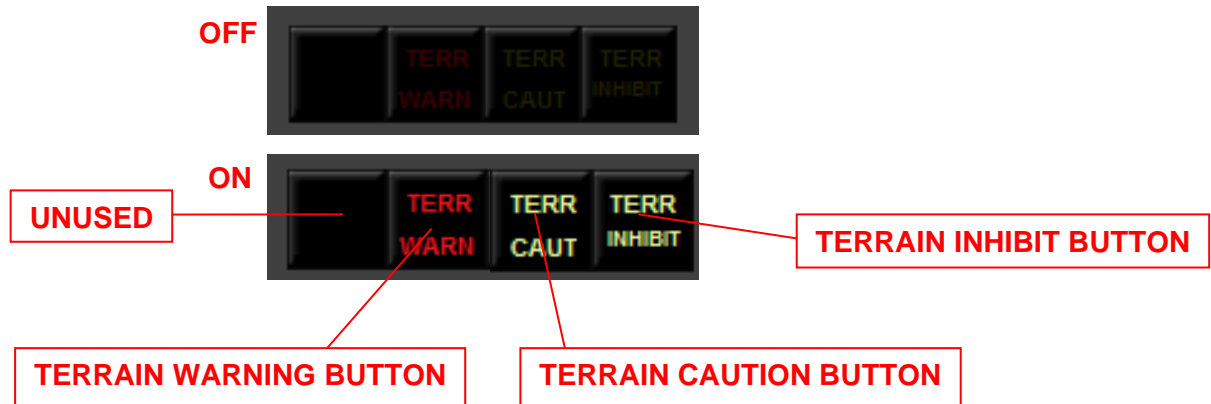 OFF
TERR TERR TERR
WARN CAUT INHIBIT
ON
TERR TERR TERR
WARN CAUT INHIBIT
UNUSED
TERRAIN INHIBIT BUTTON
TERRAIN WARNING BUTTON
TERRAIN CAUTION BUTTON